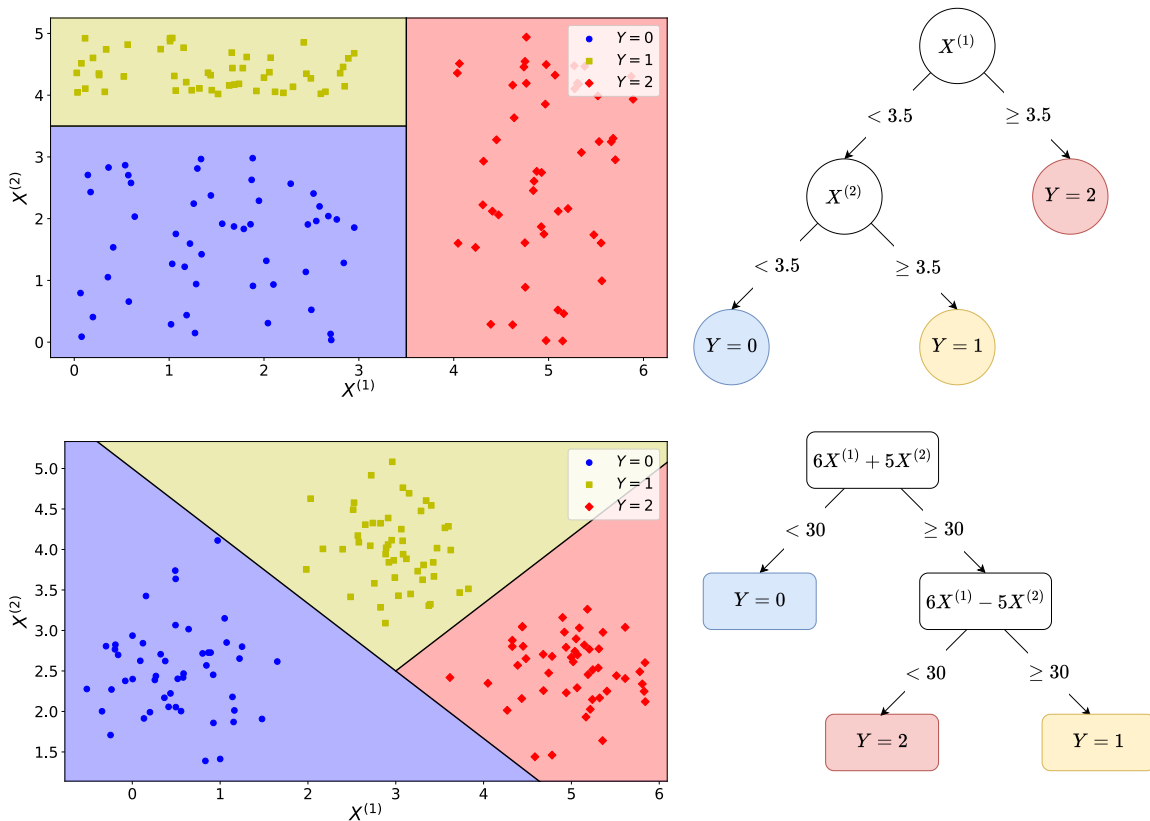 5
4
3
2
1
0
X^{(2)}
0
1
2
3
4
5
6
X^{(1)}
Y = 0
Y = 1
Y = 2
X^{(1)}
< 3.5
≥ 3.5
X^{(2)}
Y = 2
< 3.5
≥ 3.5
Y = 0
Y = 1
5.0
4.5
4.0
3.5
3.0
2.5
2.0
1.5
X^{(2)}
0
1
2
3
4
5
6
X^{(1)}
Y = 0
Y = 1
Y = 2
6X^{(1)} + 5X^{(2)}
< 30
≥ 30
Y = 0
6X^{(1)} − 5X^{(2)}
< 30
≥ 30
Y = 2
Y = 1